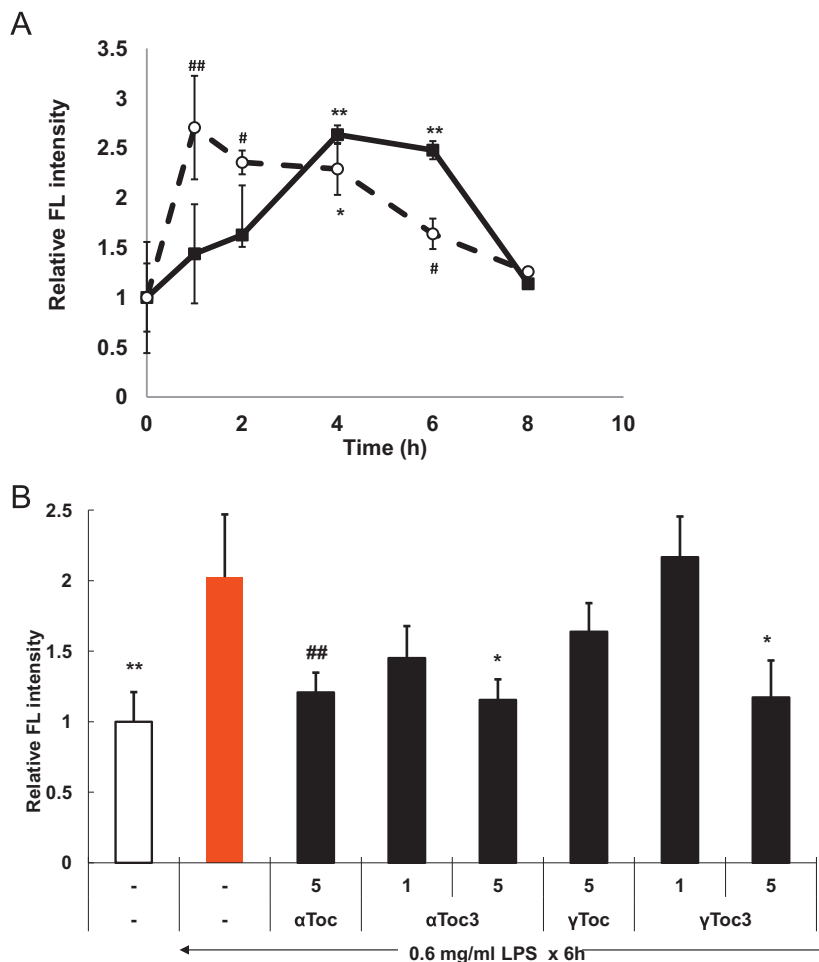 A
3.5
3
2.5
2
1.5
1
0.5
0
Relative FL intensity
##
#
**
**
*
#
0 2 4 6 8 10
Time (h)
B
2.5
2
1.5
1
0.5
0
Relative FL intensity
**
##
*
*
- - 5 1 5 5 1 5
- - αToc αToc3 γToc γToc3
0.6 mg/ml LPS x 6h